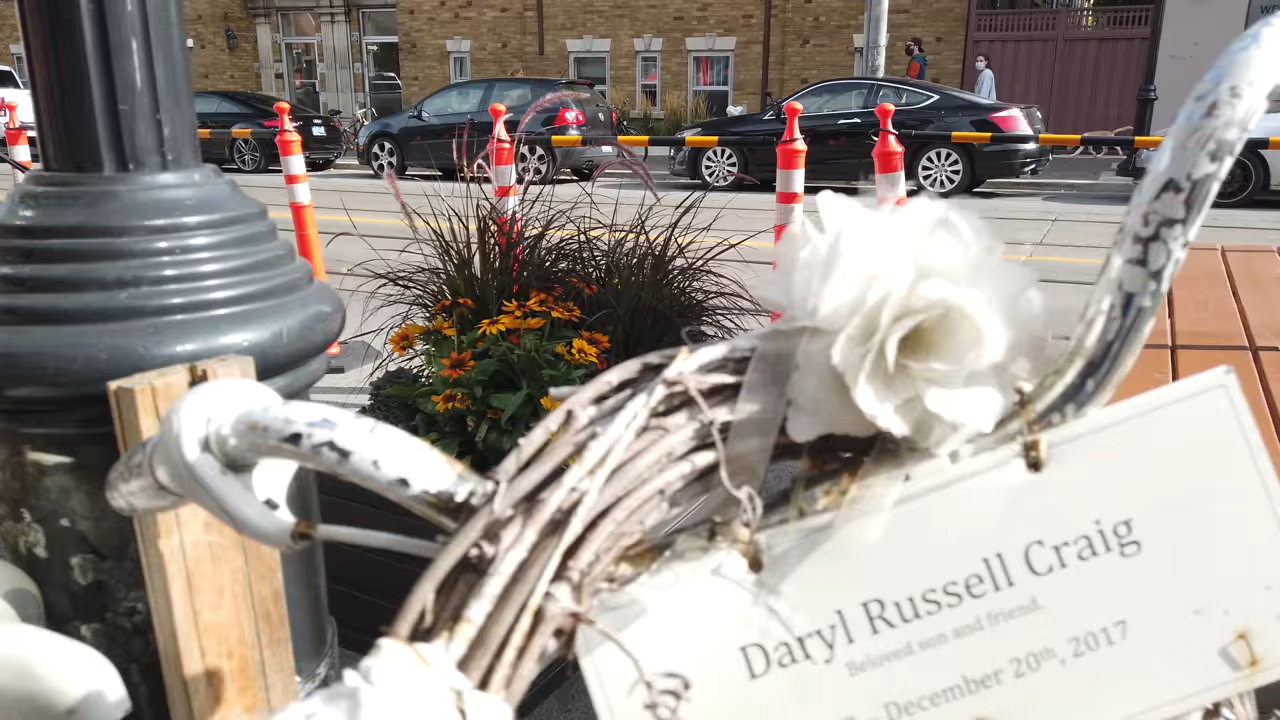 Daryl Russell Craig
Beloved son and friend.
- December 20th, 2017